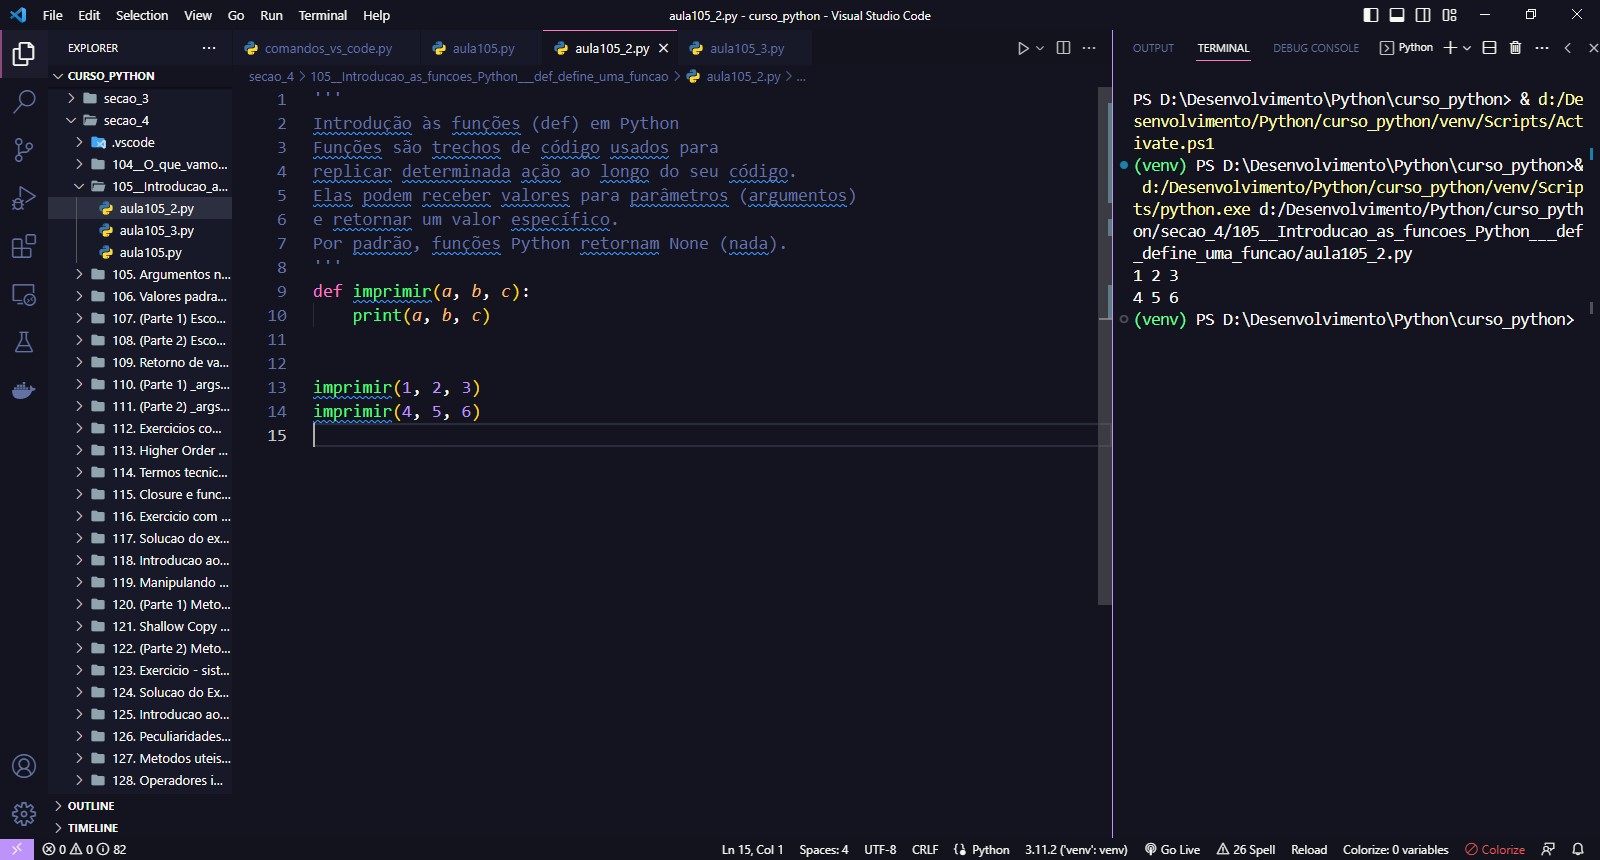 File Edit Selection View Go Run Terminal Help
aula105_2.py - curso_python - Visual Studio Code
EXPLORER
CURSO_PYTHON
secao_3
secao_4
.vscode
104__O_que_vamo...
105__Introducao_a...
aula105_2.py
aula105_3.py
aula105.py
105. Argumentos n...
106. Valores padra...
107. (Parte 1) Esco...
108. (Parte 2) Esco...
109. Retorno de va...
110. (Parte 1) _args...
111. (Parte 2) _args...
112. Exercicios co...
113. Higher Order ...
114. Termos tecnic...
115. Closure e func...
116. Exercicio com ...
117. Solucao do ex...
118. Introducao ao...
119. Manipulando ...
120. (Parte 1) Meto...
121. Shallow Copy ...
122. (Parte 2) Meto...
123. Exercicio - sist...
124. Solucao do Ex...
125. Introducao ao...
126. Peculiaridades...
127. Metodos uteis...
128. Operadores i...
OUTLINE
TIMELINE
comandos_vs_code.py aula105.py aula105_2.py aula105_3.py
secao_4 > 105__Introducao_as_funcoes_Python___def_define_uma_funcao > aula105_2.py > ...
1 '''
2 Introdução às funções (def) em Python
3 Funções são trechos de código usados para
4 replicar determinada ação ao longo do seu código.
5 Elas podem receber valores para parâmetros (argumentos)
6 e retornar um valor específico.
7 Por padrão, funções Python retornam None (nada).
8 '''
9 def imprimir(a, b, c):
10     print(a, b, c)
11
12
13 imprimir(1, 2, 3)
14 imprimir(4, 5, 6)
15
OUTPUT TERMINAL DEBUG CONSOLE Python
PS D:\Desenvolvimento\Python\curso_python> & d:/De
senvolvimento/Python/curso_python/venv/Scripts/Act
ivate.ps1
(venv) PS D:\Desenvolvimento\Python\curso_python>&
d:/Desenvolvimento/Python/curso_python/venv/Scrip
ts/python.exe d:/Desenvolvimento/Python/curso_pyth
on/secao_4/105__Introducao_as_funcoes_Python___def
_define_uma_funcao/aula105_2.py
1 2 3
4 5 6
(venv) PS D:\Desenvolvimento\Python\curso_python>
0 0 82 Ln 15, Col 1 Spaces: 4 UTF-8 CRLF Python 3.11.2 ('venv': venv) Go Live 26 Spell Reload Colorize: 0 variables Colorize